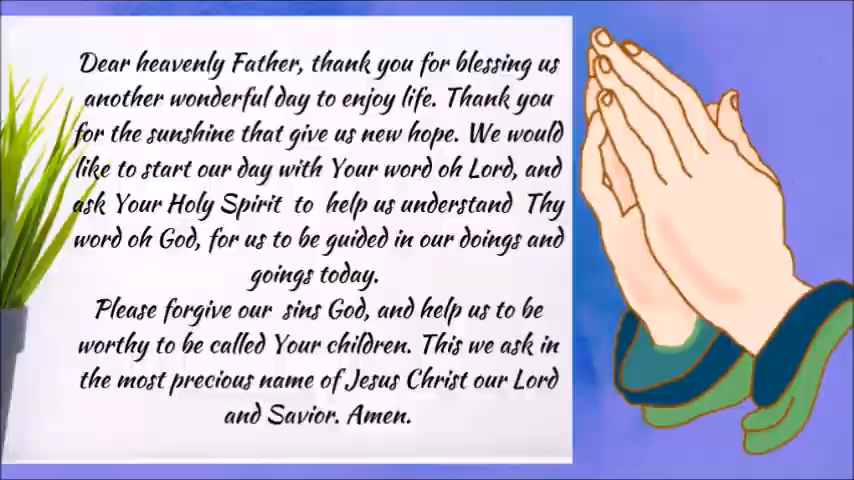 Dear heavenly Father, thank you for blessing us
another wonderful day to enjoy life. Thank you
for the sunshine that give us new hope. We would
like to start our day with Your word oh Lord, and
ask Your Holy Spirit to help us understand Thy
word oh God, for us to be guided in our doings and
goings today.
Please forgive our sins God, and help us to be
worthy to be called Your children. This we ask in
the most precious name of Jesus Christ our Lord
and Savior. Amen.